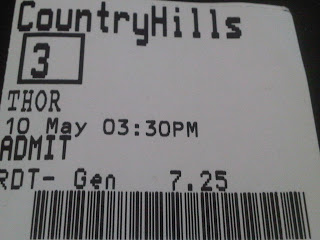 CountryHills
3
THOR
10 May 03:30PM
ADMIT
RDT- Gen 7.25